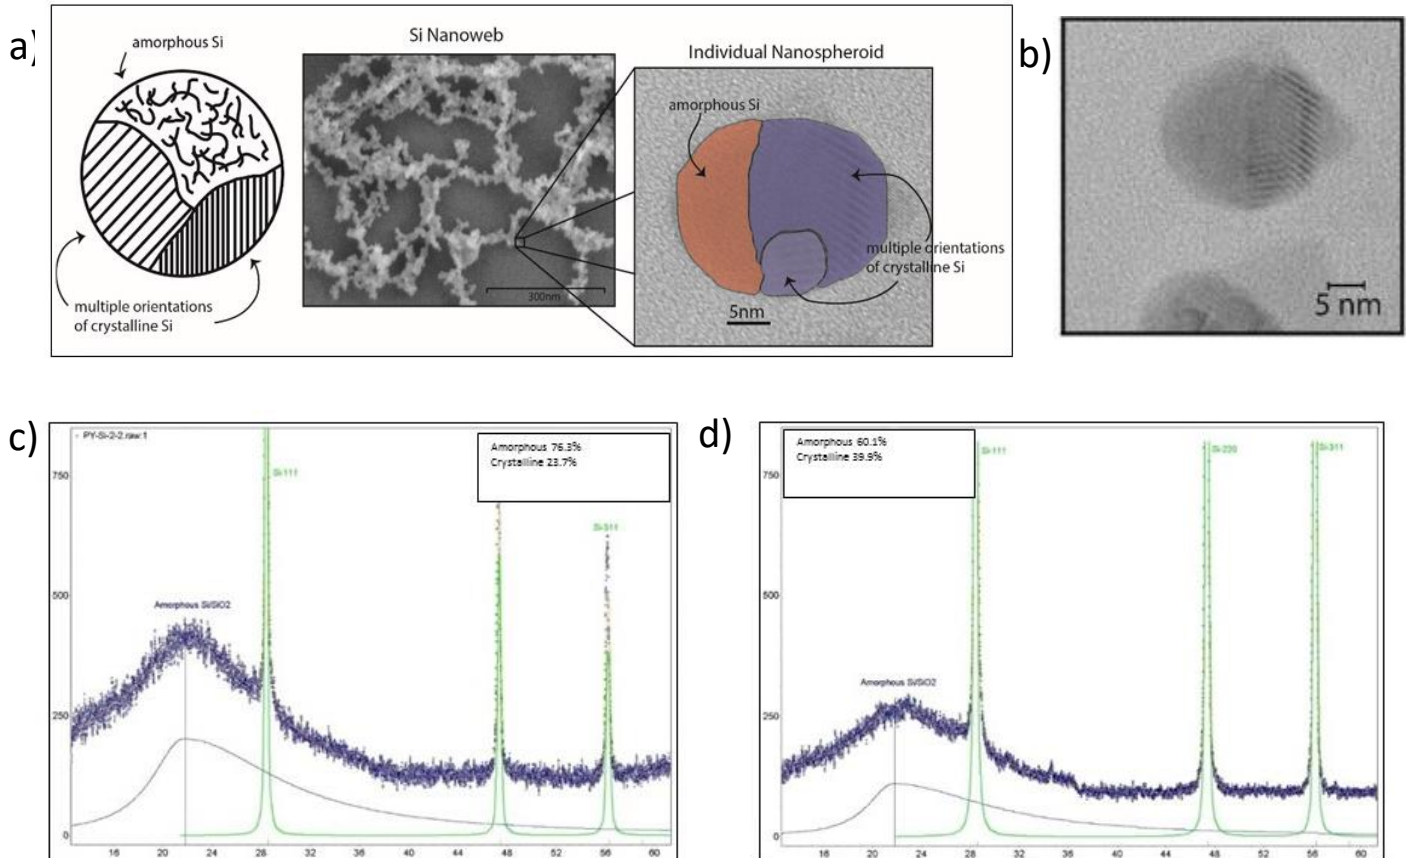 a)
amorphous Si
multiple orientations
of crystalline Si
Si Nanoweb
300nm
Individual Nanospheroid
amorphous Si
multiple orientations
of crystalline Si
5nm
b)
5 nm
c)
PY-Si-2-2.raw:1
Amorphous 76.3%
Crystalline 23.7%
Si-111
Si-311
Amorphous Si/SiO2
750
500
250
0
16 20 24 28 32 36 40 44 48 52 56 60
d)
Amorphous 60.1%
Crystalline 39.9%
Si-111
Si-220
Si-311
Amorphous Si/SiO2
750
500
250
0
16 20 24 28 32 36 40 44 48 52 56 60